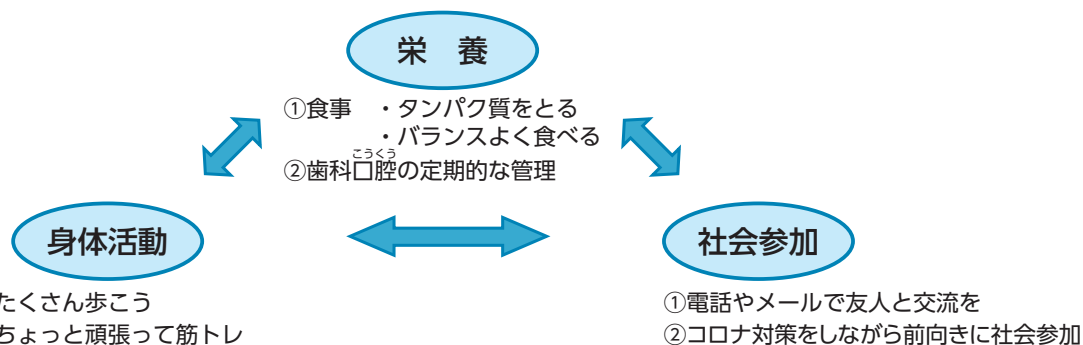 栄　養
①食事　・タンパク質をとる
・バランスよく食べる
こうくう
②歯科口腔の定期的な管理
身体活動
たくさん歩こう
ちょっと頑張って筋トレ
社会参加
①電話やメールで友人と交流を
②コロナ対策をしながら前向きに社会参加